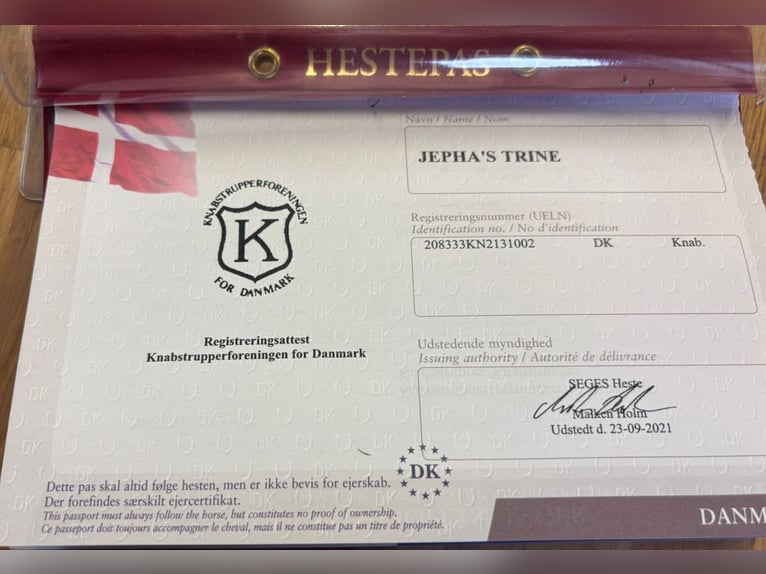 HESTEPAS
Navn / Name / Nom
JEPHA'S TRINE
KNABSTRUPPERFORENINGEN
K
FOR DANMARK
Registreringsattest
Knabstrupperforeningen for Danmark
Registreringsnummer (UELN)
Identification no. / No d'identification
208333KN2131002 DK Knab.
Udstedende myndighed
Issuing authority / Autorité de délivrance
SEGES Heste
Maiken Holm
Udstedt d. 23-09-2021
DK
Dette pas skal altid følge hesten, men er ikke bevis for ejerskab.
Der forefindes særskilt ejercertifikat.
This passport must always follow the horse, but constitutes no proof of ownership.
Ce passeport doit toujours accompagner le cheval, mais il ne constitue pas un titre de propriété.
DANM